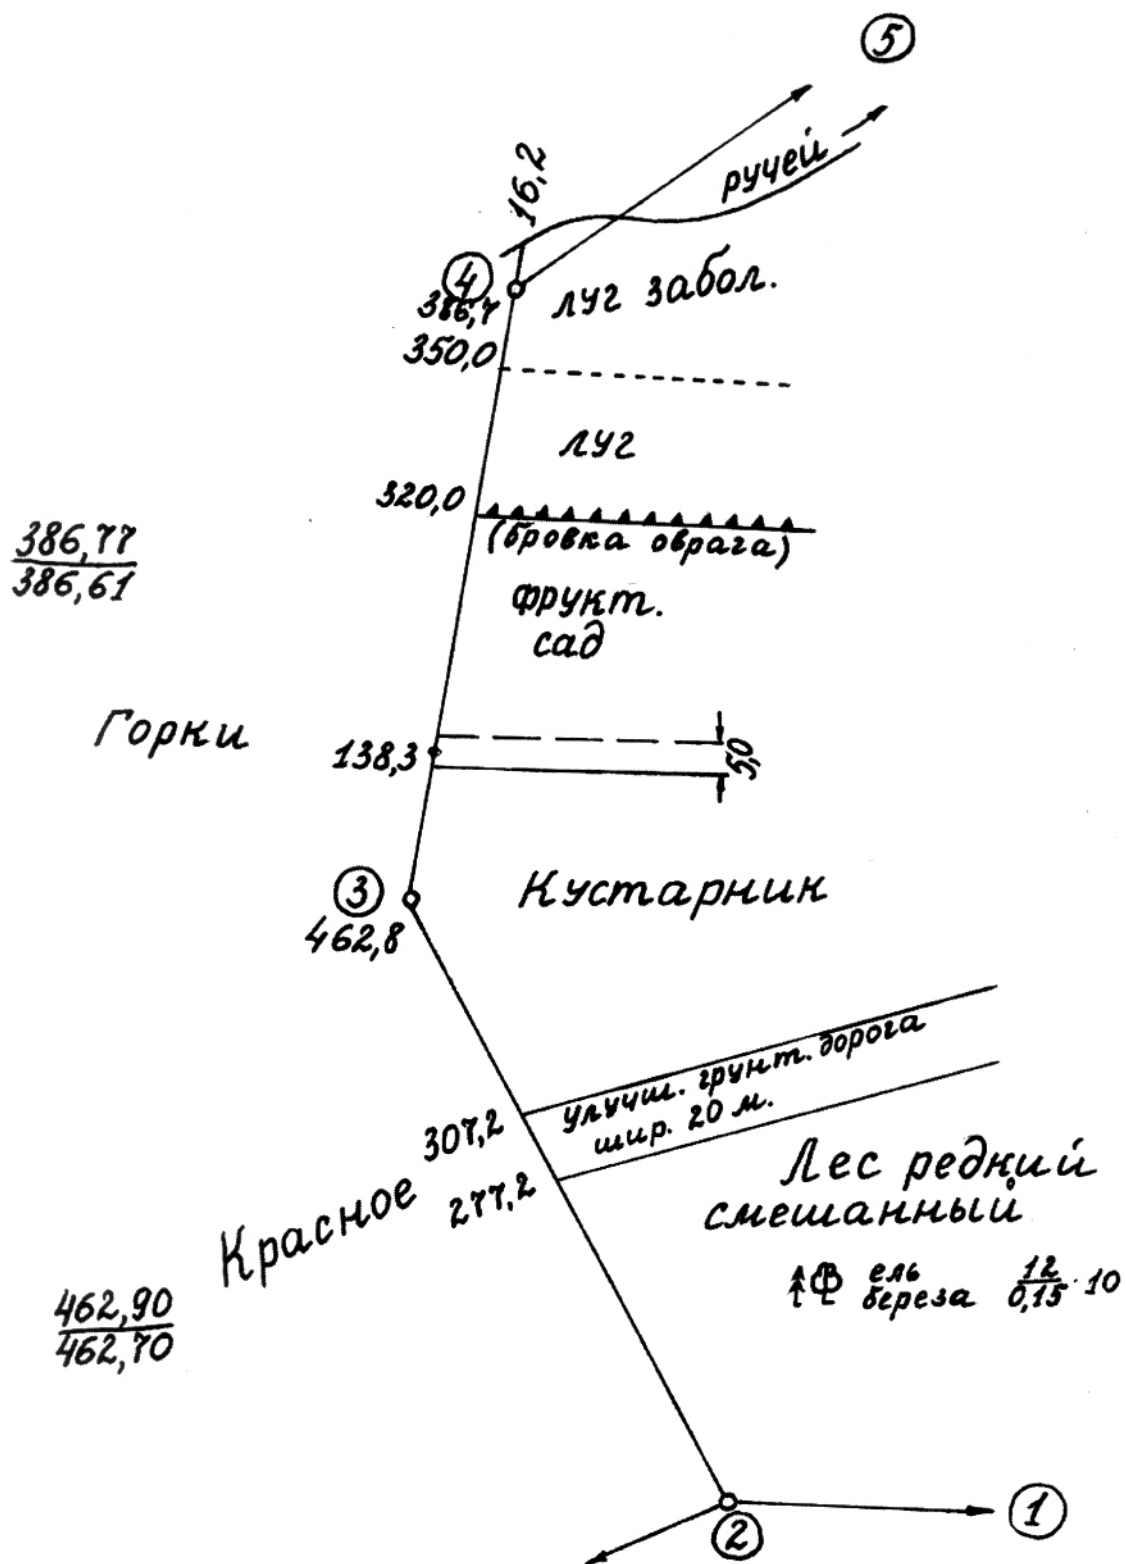 5
ручей
16,2
4
386,7
луг забол.
350,0
луг
320,0
(бровка оврага)
386,77
386,61
фрукт.
сад
Горки
138,3
5,0
3
462,8
Кустарник
улучш. грунт. дорога
шир. 20 м.
307,2
277,2
Красное
Лес редкий
смешанный
ель 12
береза 0,15 · 10
462,90
462,70
2
1